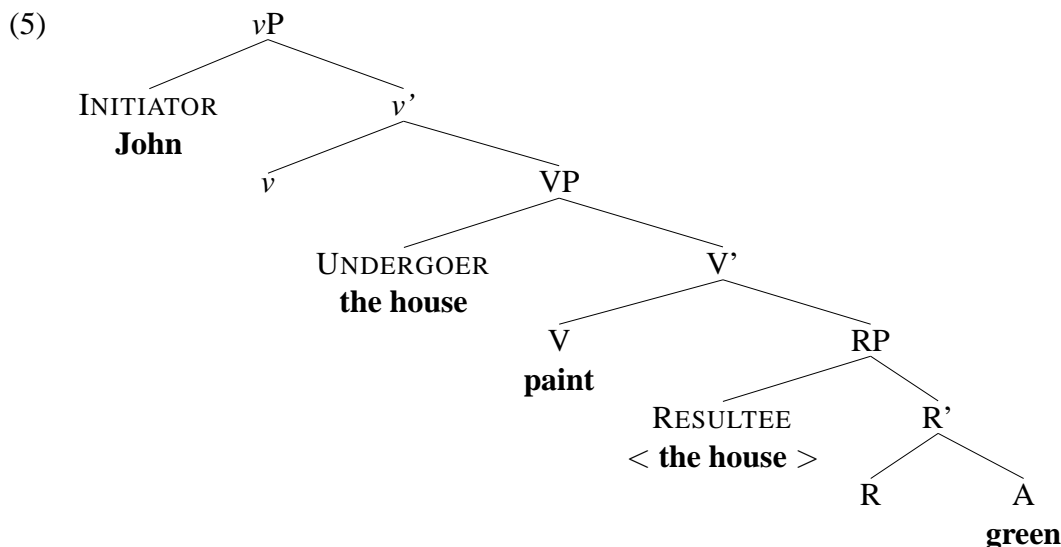 (5) vP
INITIATOR v’
John
v VP
UNDERGOER V’
the house
V RP
paint
RESULTEE R’
< the house >
R A
green